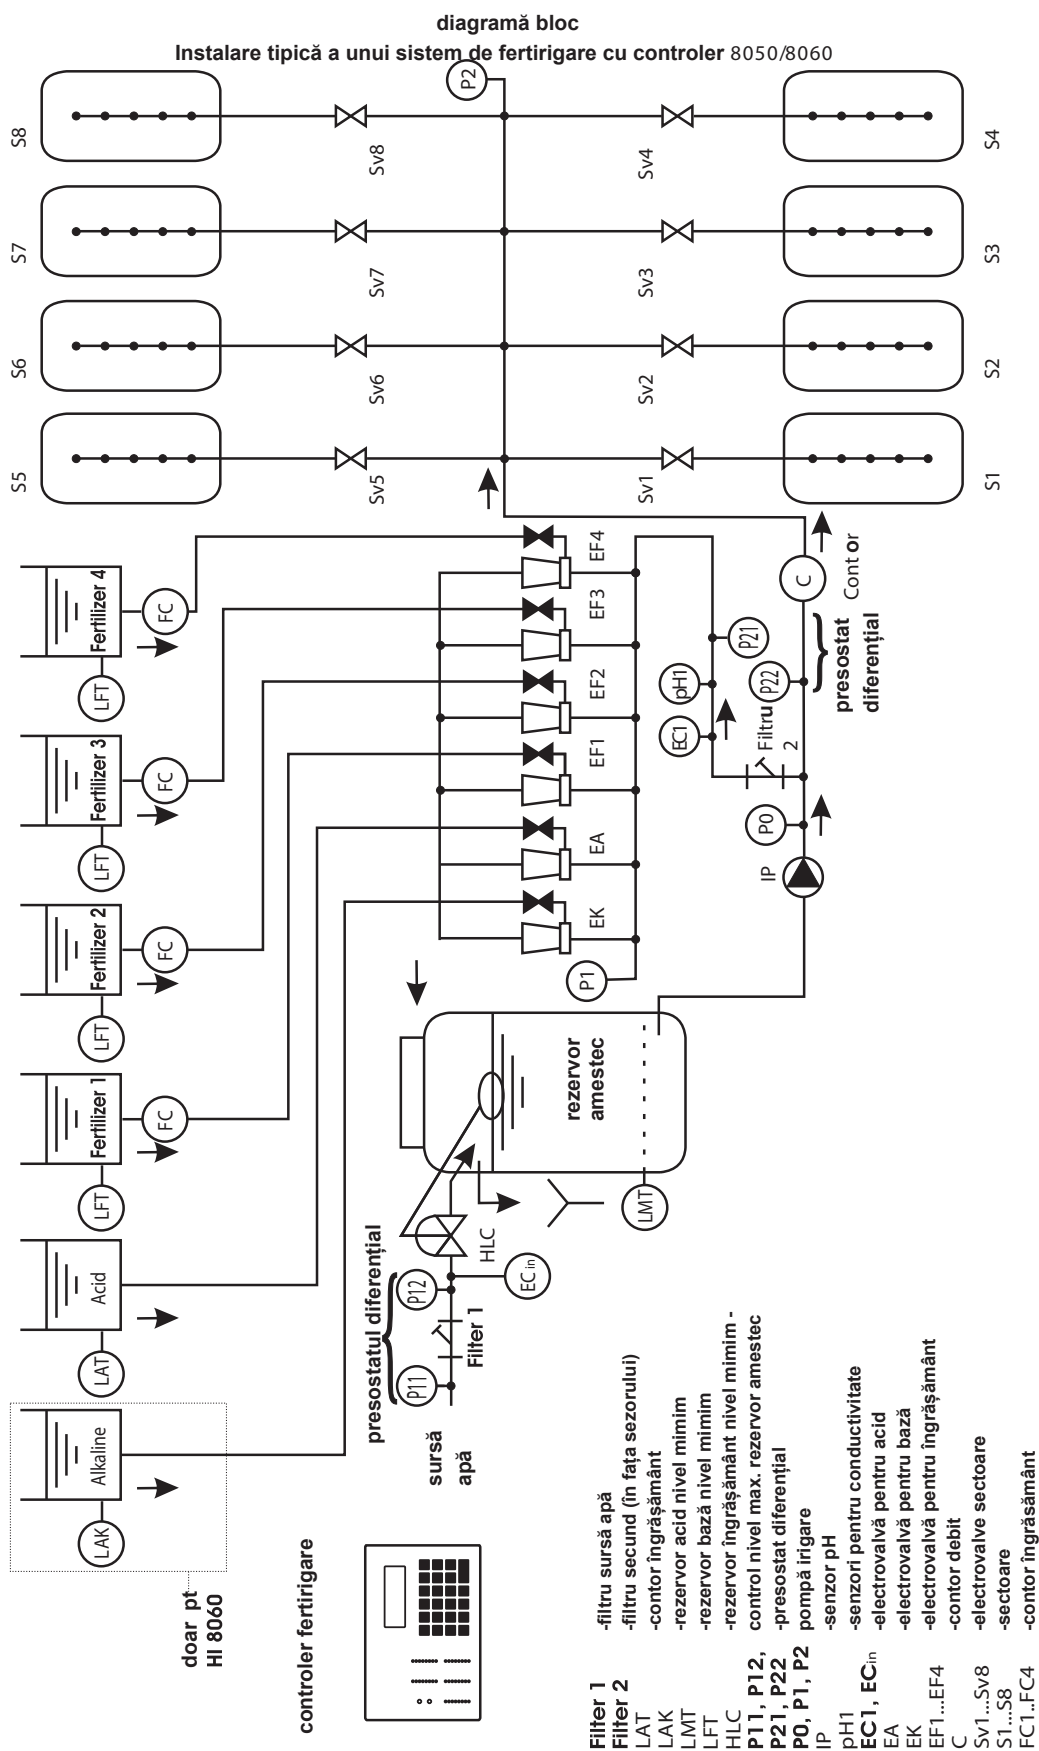 diagramă bloc
Instalare tipică a unui sistem de fertirigare cu controler 8050/8060
P2
S8
Sv8
Sv4
S4
S7
Sv7
Sv3
S3
S6
Sv6
Sv2
S2
S5
Sv5
Sv1
S1
Fertilizer 4
LFT
FC
Fertilizer 3
LFT
FC
Fertilizer 2
LFT
FC
Fertilizer 1
LFT
FC
Acid
LAT
Alkaline
LAK
doar pt
HI 8060
EF4
EF3
EF2
EF1
EA
EK
P1
EC1
pH1
P21
P22
Filtru
2
presostat
diferențial
C
Cont or
P0
IP
rezervor
amestec
LMT
HLC
EC in
presostatul diferențial
P12
P11
Filter 1
sursă
apă
controler fertirigare
Filter 1 -filtru sursă apă
Filter 2 -filtru secund (în fața sezorului)
LAT -contor îngrășământ
LAK -rezervor acid nivel mimim
LMT -rezervor bază nivel mimim
LFT -rezervor îngrășământ nivel mimim -
HLC control nivel max. rezervor amestec
P11, P12, -presostat diferențial
P21, P22 pompă irigare
P0, P1, P2 -senzor pH
IP -senzori pentru conductivitate
pH1 -electrovalvă pentru acid
EC1, ECin -electrovalvă pentru bază
EA -electrovalvă pentru îngrășământ
EK -contor debit
EF1...EF4 -electrovalve sectoare
C -sectoare
Sv1...Sv8 -contor îngrăsământ
S1...S8
FC1..FC4